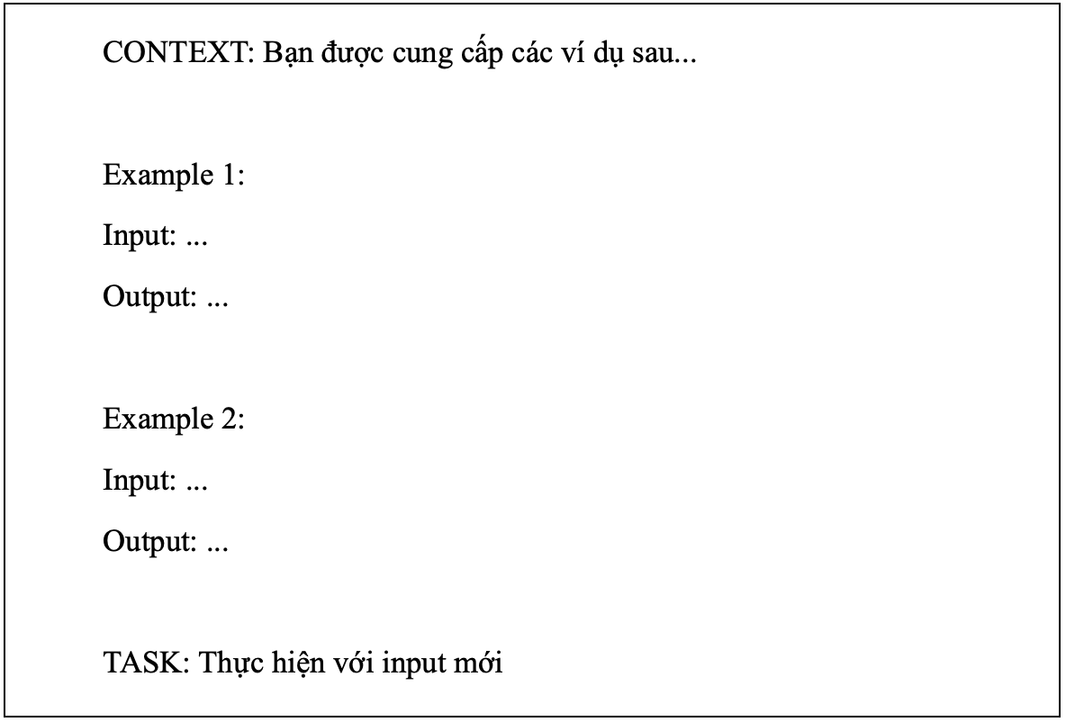 CONTEXT: Bạn được cung cấp các ví dụ sau...
Example 1:
Input: ...
Output: ...
Example 2:
Input: ...
Output: ...
TASK: Thực hiện với input mới